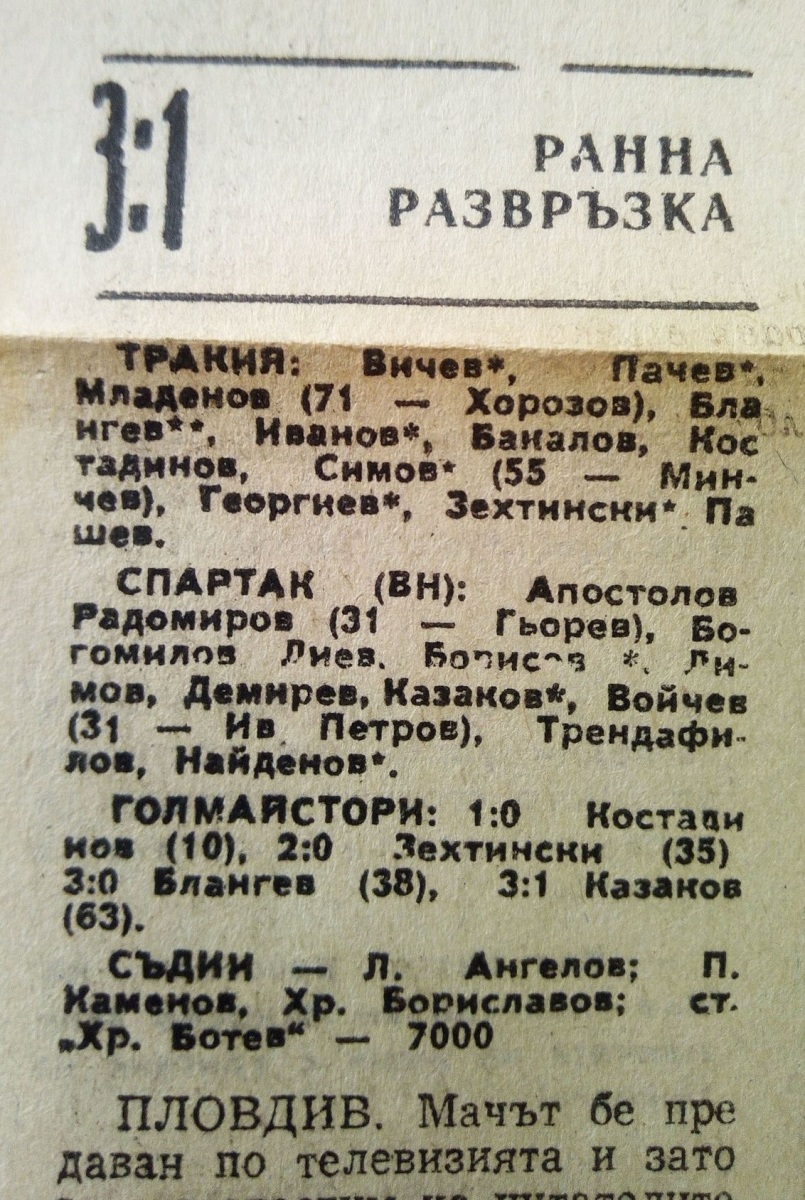 3:1
РАННА
РАЗВРЪЗКА
ТРАКИЯ: Вичев*, Пачев*,
Младенов (71 — Хорозов), Бла
нгев**, Иванов*, Бакалов, Кос
тадинов, Симов* (55 — Мин-
чев), Георгиев*, Зехтински* Па
шев.
СПАРТАК (ВН): Апостолов
Радомиров (31 — Гьорев), Бо-
гомилов Лиев, Борисов *, Ди-
мов, Демирев, Казаков*, Войчев
(31 — Ив. Петров), Трендафи-
лов, Найденов*.
ГОЛМАЙСТОРИ: 1:0 Костади
нов (10), 2:0 Зехтински (35)
3:0 Блангев (38), 3:1 Казаков
(63).
СЪДИИ — Л. Ангелов; П.
Каменов, Хр. Бориславов; ст.
„Хр. Ботев“ — 7000
ПЛОВДИВ. Мачът бе пре
даван по телевизията и зато